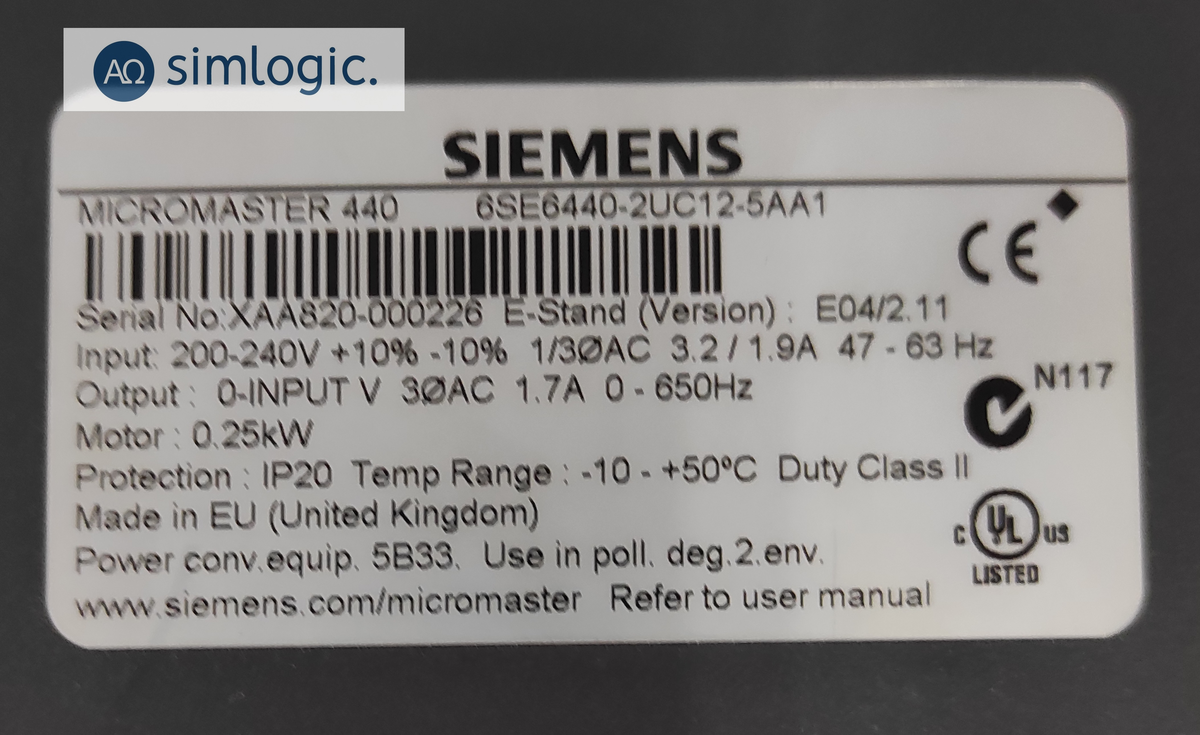 ΑΩ simlogic.
SIEMENS
MICROMASTER 440 6SE6440-2UC12-5AA1
CE
Serial No:XAA820-000226 E-Stand (Version) : E04/2.11
Input: 200-240V +10% -10% 1/3ØAC 3.2 / 1.9A 47 - 63 Hz
N117
Output : 0-INPUT V 3ØAC 1.7A 0 - 650Hz
Motor : 0.25kW
Protection : IP20 Temp Range : -10 - +50ºC Duty Class II
Made in EU (United Kingdom)
C UL US
LISTED
Power conv.equip. 5B33. Use in poll. deg.2.env.
www.siemens.com/micromaster Refer to user manual